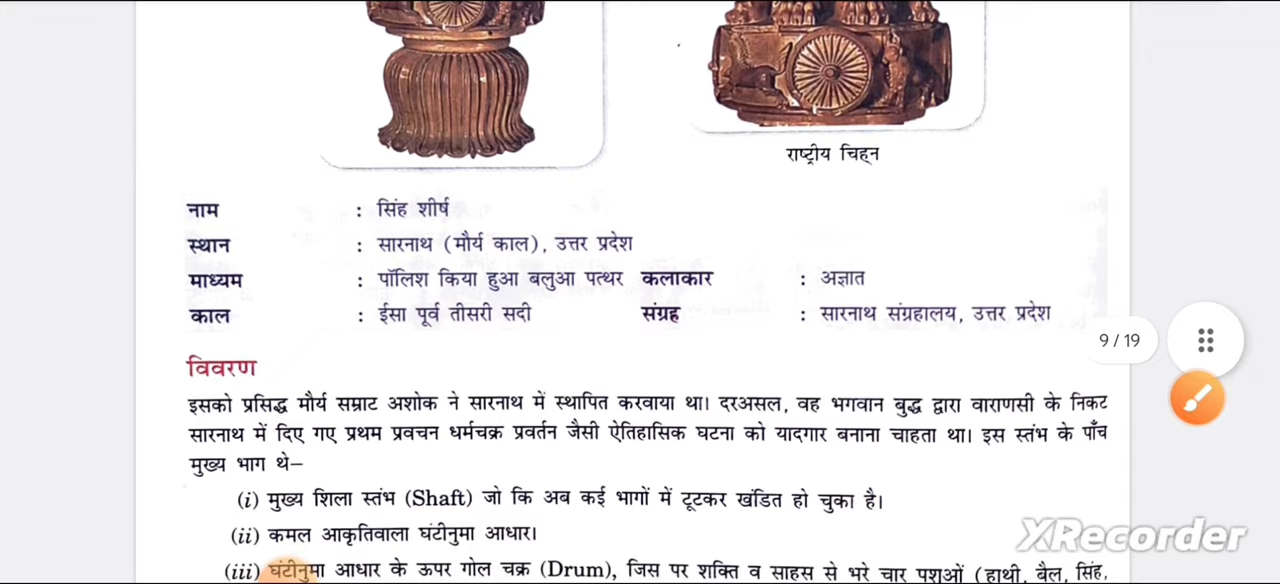 राष्ट्रीय चिह्न
नाम : सिंह शीर्ष
स्थान : सारनाथ (मौर्य काल), उत्तर प्रदेश
माध्यम : पॉलिश किया हुआ बलुआ पत्थर कलाकार : अज्ञात
काल : ईसा पूर्व तीसरी सदी संग्रह : सारनाथ संग्रहालय, उत्तर प्रदेश
9 / 19
विवरण
इसको प्रसिद्ध मौर्य सम्राट अशोक ने सारनाथ में स्थापित करवाया था। दरअसल, वह भगवान बुद्ध द्वारा वाराणसी के निकट
सारनाथ में दिए गए प्रथम प्रवचन धर्मचक्र प्रवर्तन जैसी ऐतिहासिक घटना को यादगार बनाना चाहता था। इस स्तंभ के पाँच
मुख्य भाग थे–
(i) मुख्य शिला स्तंभ (Shaft) जो कि अब कई भागों में टूटकर खंडित हो चुका है।
(ii) कमल आकृतिवाला घंटीनुमा आधार।
(iii) घंटीनुमा आधार के ऊपर गोल चक्र (Drum), जिस पर शक्ति व साहस से भरे चार पशुओं (हाथी, बैल, सिंह,
XRecorder